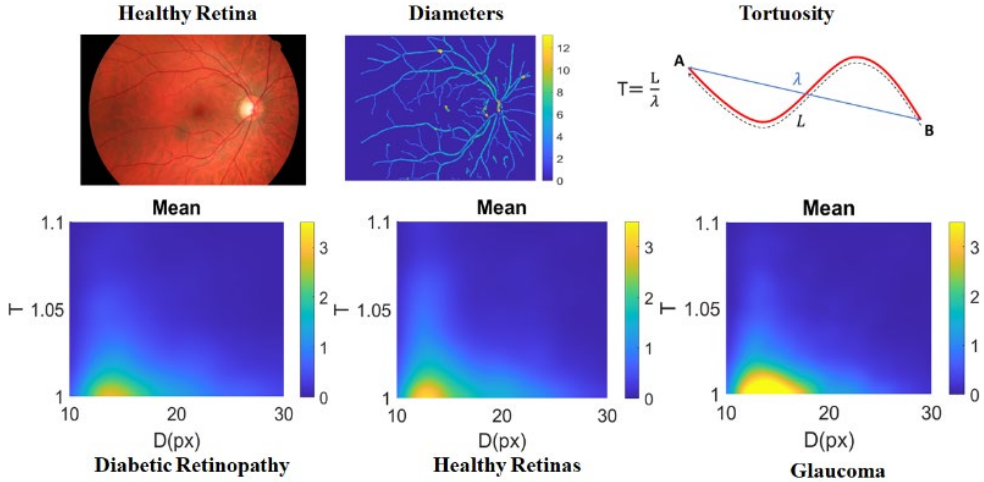 Healthy Retina
Diameters
Tortuosity
12
10
8
6
4
2
0
T= L/λ
A
λ
L
B
Mean
1.1
1.05
1
T
10 20 30
D(px)
3
2
1
0
Diabetic Retinopathy
Mean
1.1
1.05
1
T
10 20 30
D(px)
3
2
1
0
Healthy Retinas
Mean
1.1
1.05
1
T
10 20 30
D(px)
3
2
1
0
Glaucoma